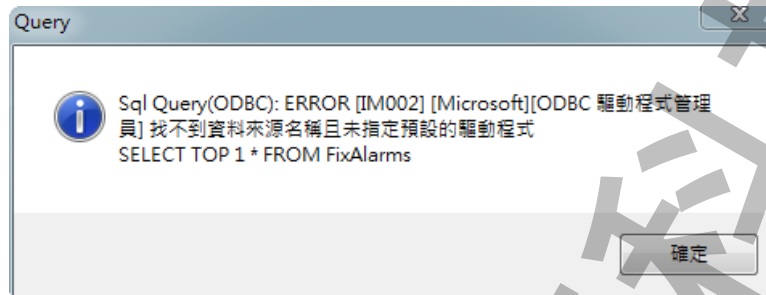 Query
Sql Query(ODBC): ERROR [IM002] [Microsoft][ODBC 驅動程式管理
員] 找不到資料來源名稱且未指定預設的驅動程式
SELECT TOP 1 * FROM FixAlarms
確定